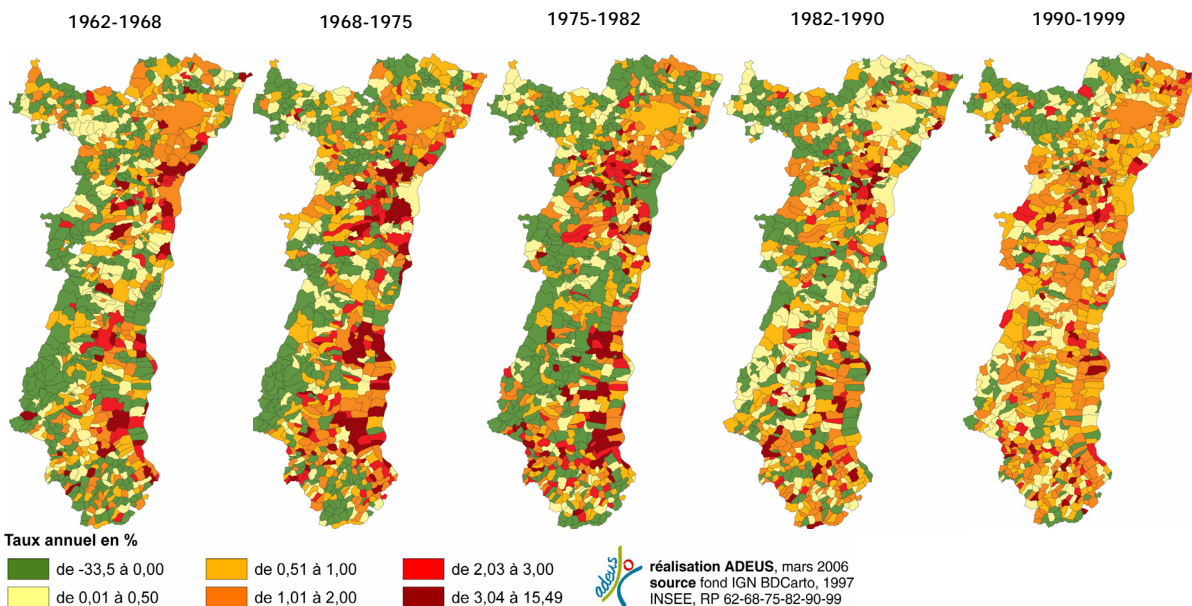 1962-1968 1968-1975 1975-1982 1982-1990 1990-1999
Taux annuel en %
de -33,5 à 0,00 de 0,51 à 1,00 de 2,03 à 3,00
de 0,01 à 0,50 de 1,01 à 2,00 de 3,04 à 15,49
adeus
réalisation ADEUS, mars 2006
source fond IGN BDCarto, 1997
INSEE, RP 62-68-75-82-90-99